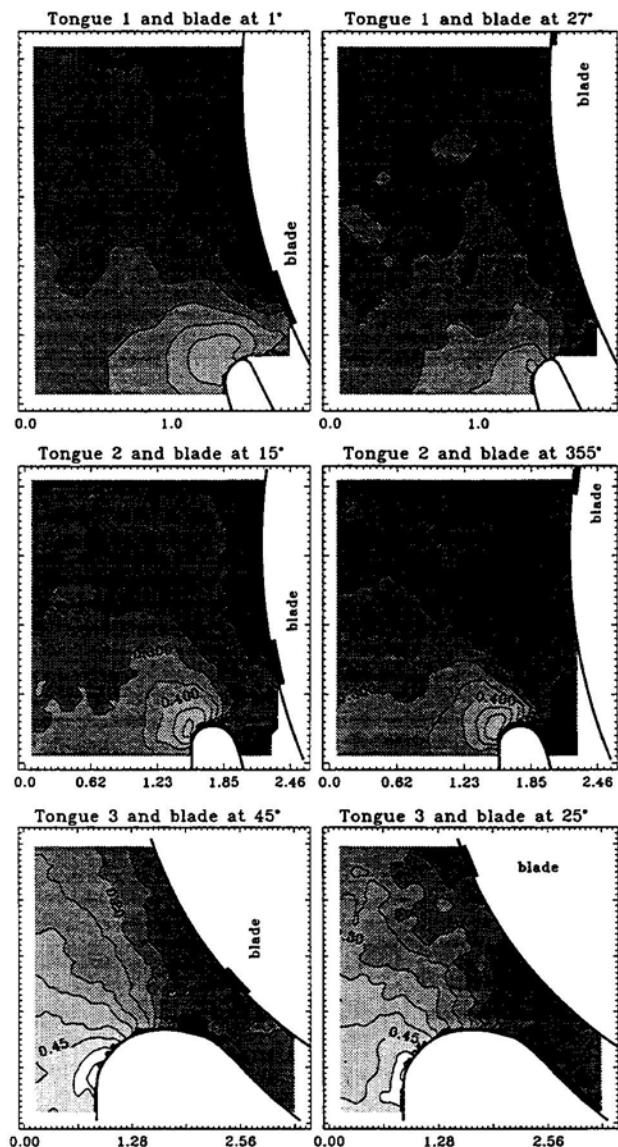 Tongue 1 and blade at 1° Tongue 1 and blade at 27°
blade blade
0.0 1.0 0.0 1.0
Tongue 2 and blade at 15° Tongue 2 and blade at 355°
blade blade
0.400 0.400
0.0 0.62 1.23 1.85 2.46 0.0 0.62 1.23 1.85 2.46
Tongue 3 and blade at 45° Tongue 3 and blade at 25°
blade
blade
0.45 0.45
0.00 1.28 2.56 0.00 1.28 2.56